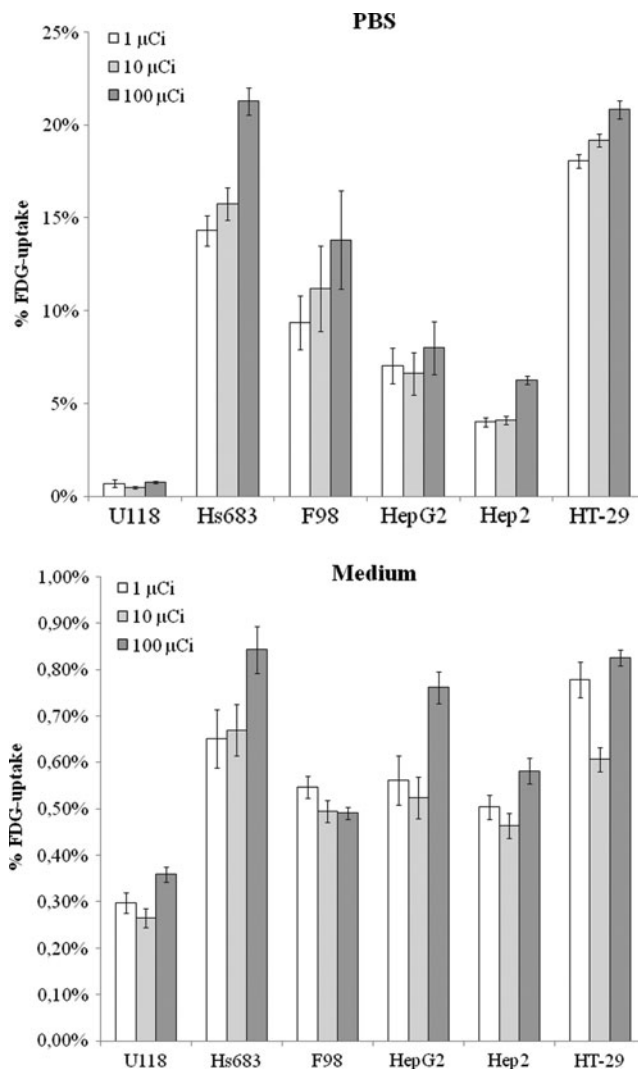 PBS
1 µCi
10 µCi
100 µCi
% FDG-uptake
25%
20%
15%
10%
5%
0%
U118 Hs683 F98 HepG2 Hep2 HT-29
Medium
1 µCi
10 µCi
100 µCi
% FDG-uptake
1,00%
0,90%
0,80%
0,70%
0,60%
0,50%
0,40%
0,30%
0,20%
0,10%
0,00%
U118 Hs683 F98 HepG2 Hep2 HT-29